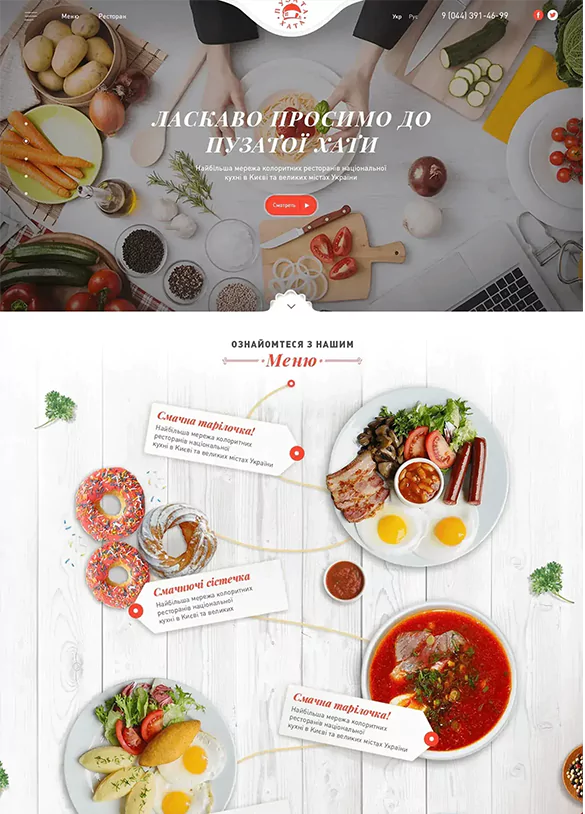 Меню
Ресторан
ПУЗАТА ХАТА
Укр
Рус
9 (044) 391-46-99
ЛАСКАВО ПРОСИМО ДО
ПУЗАТОЇ ХАТИ
Найбільша мережа колоритних ресторанів національної
кухні в Києві та великих містах України
Смотреть
ОЗНАЙОМТЕСЯ З НАШИМ
Меню
Смачна тарілочка!
Найбільша мережа колоритних
ресторанів національної
кухні в Києві та великих містах України
Смачнючі сістечка
Найбільша мережа колоритних
ресторанів національної
кухні в Києві та великих
Смачна тарілочка!
Найбільша мережа колоритних
ресторанів національної
кухні в Києві та великих містах України